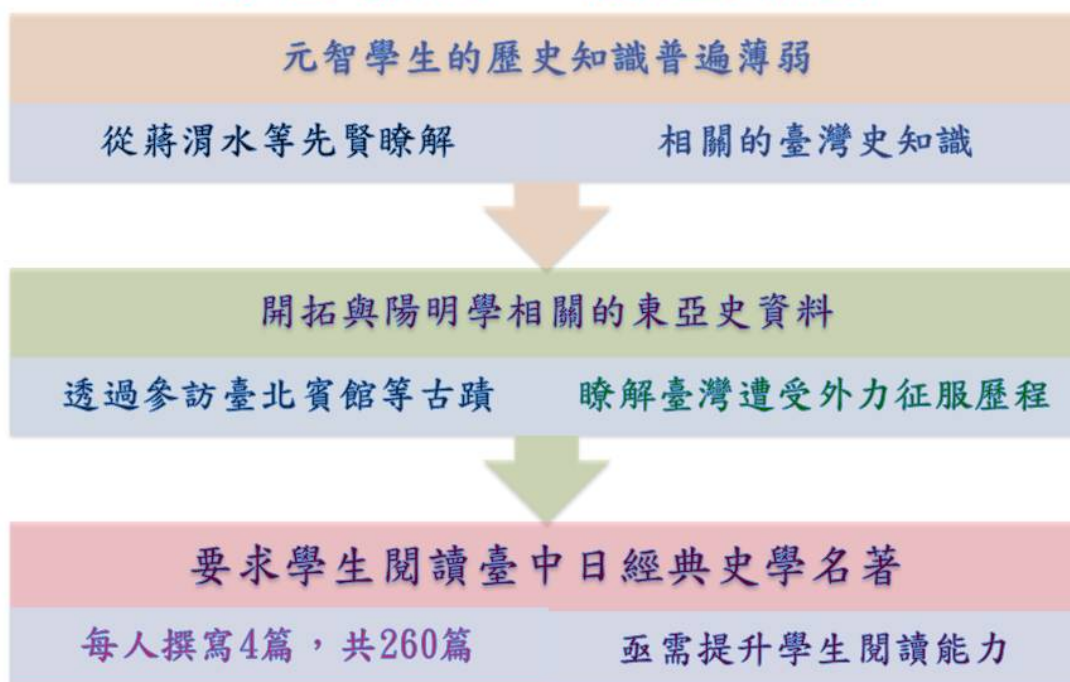 元智學生的歷史知識普遍薄弱
從蔣渭水等先賢瞭解
相關的臺灣史知識
開拓與陽明學相關的東亞史資料
透過參訪臺北賓館等古蹟
瞭解臺灣遭受外力征服歷程
要求學生閱讀臺中日經典史學名著
每人撰寫4篇，共260篇
亟需提升學生閱讀能力